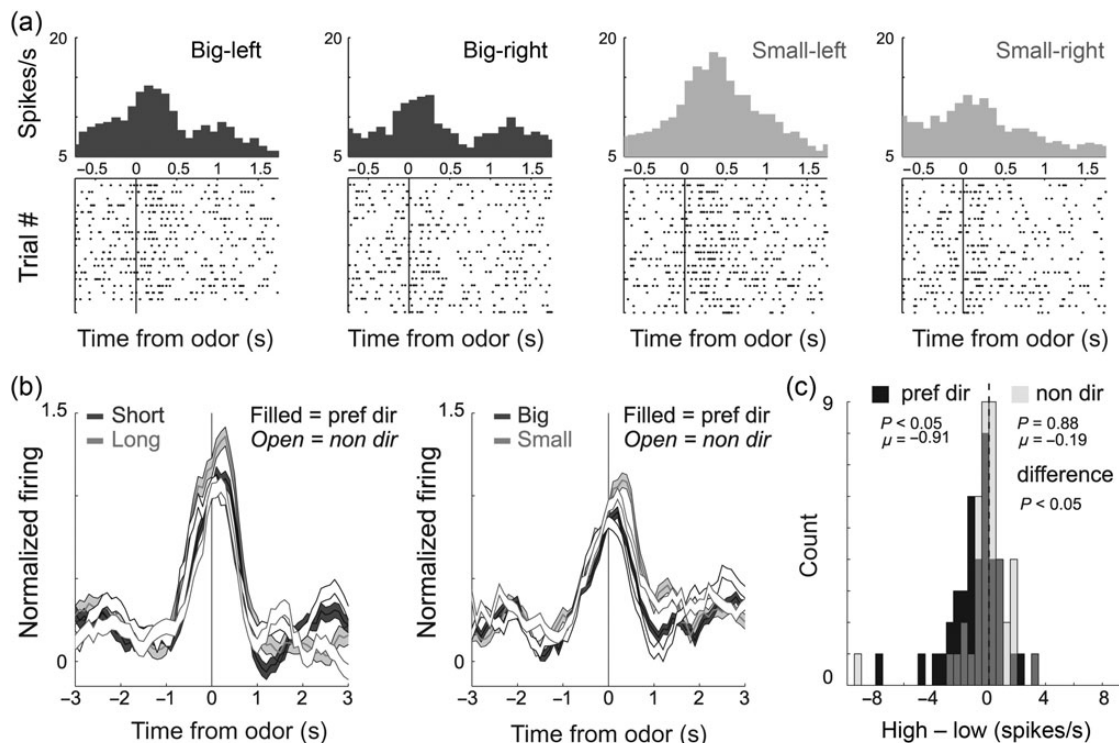 (a)
20
Spikes/s
5
Big-left
−0.5 0 0.5 1 1.5
Big-right
−0.5 0 0.5 1 1.5
20
5
Small-left
−0.5 0 0.5 1 1.5
Small-right
−0.5 0 0.5 1 1.5
Trial #
Time from odor (s)
Time from odor (s)
Time from odor (s)
Time from odor (s)
(b)
1.5
Short
Long
Filled = pref dir
Open = non dir
Normalized firing
0
−3 −2 −1 0 1 2 3
Time from odor (s)
1.5
Big
Small
Filled = pref dir
Open = non dir
Normalized firing
0
−3 −2 −1 0 1 2 3
Time from odor (s)
(c)
9
pref dir
P < 0.05
μ = −0.91
non dir
P = 0.88
μ = −0.19
difference
P < 0.05
Count
0
−8 −4 0 4 8
High – low (spikes/s)